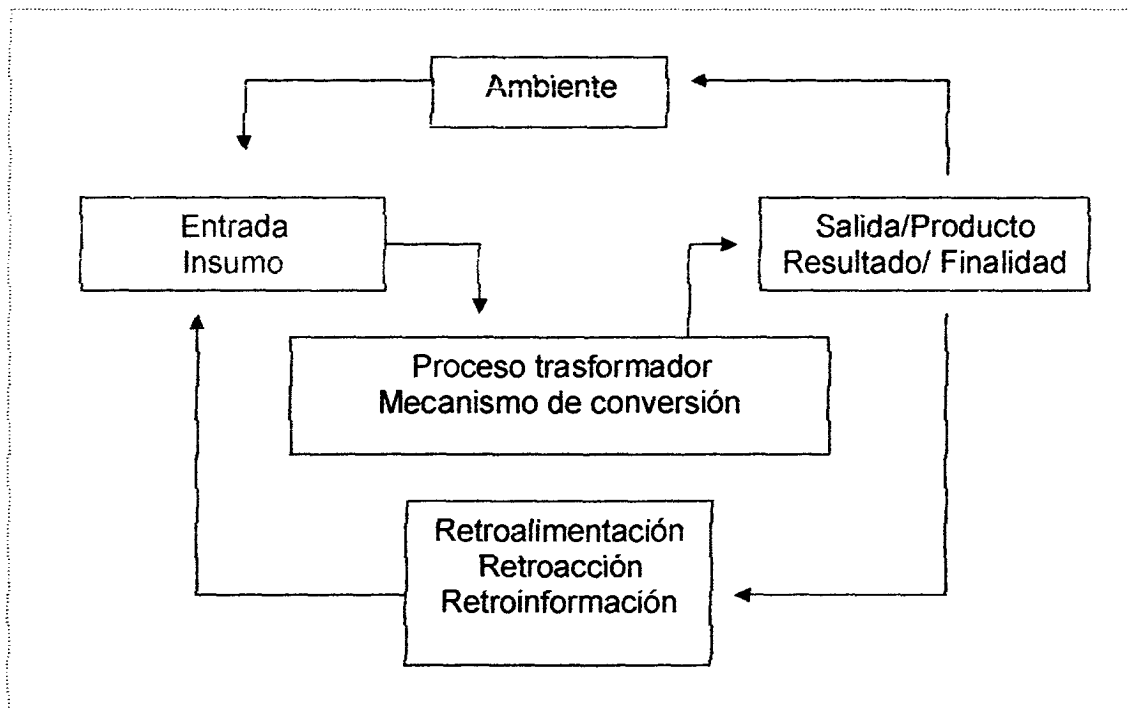 Ambiente
Entrada
Insumo
Salida/Producto
Resultado/ Finalidad
Proceso trasformador
Mecanismo de conversión
Retroalimentación
Retroacción
Retroinformación